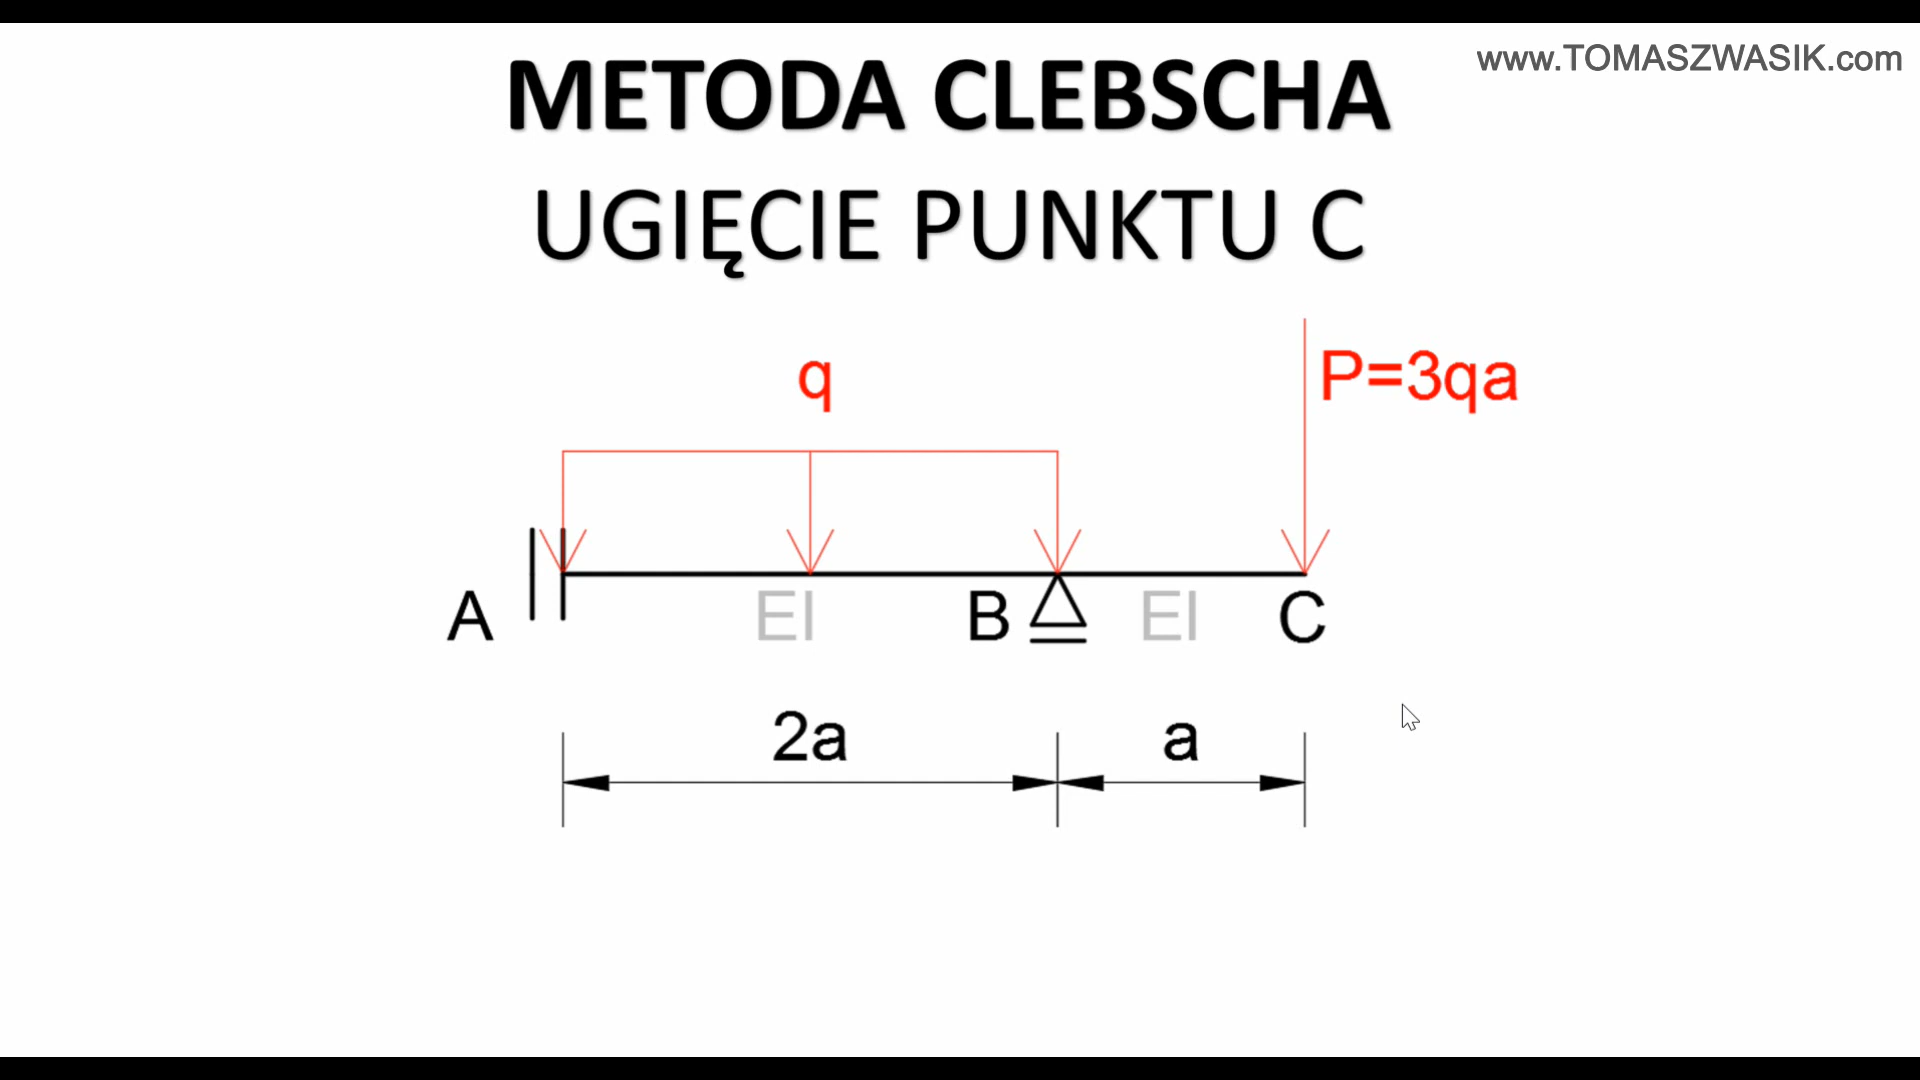 www.TOMASZWASIK.com
METODA CLEBSCHA
UGIĘCIE PUNKTU C
q
P=3qa
A EI B EI C
2a a